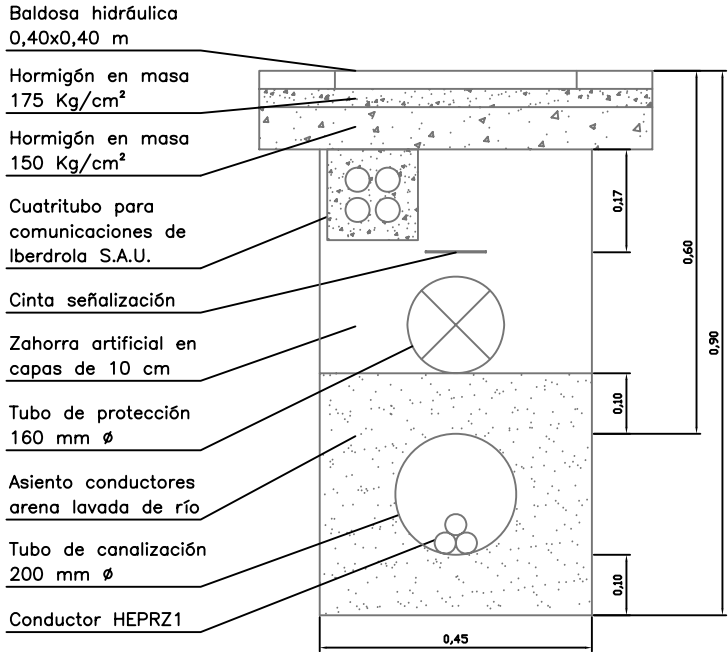 Baldosa hidráulica
0,40x0,40 m
Hormigón en masa
175 Kg/cm²
Hormigón en masa
150 Kg/cm²
Cuatritubo para
comunicaciones de
Iberdrola S.A.U.
Cinta señalización
Zahorra artificial en
capas de 10 cm
Tubo de protección
160 mm ø
Asiento conductores
arena lavada de río
Tubo de canalización
200 mm ø
Conductor HEPRZ1
0,17
0,60
0,90
0,10
0,10
0,45